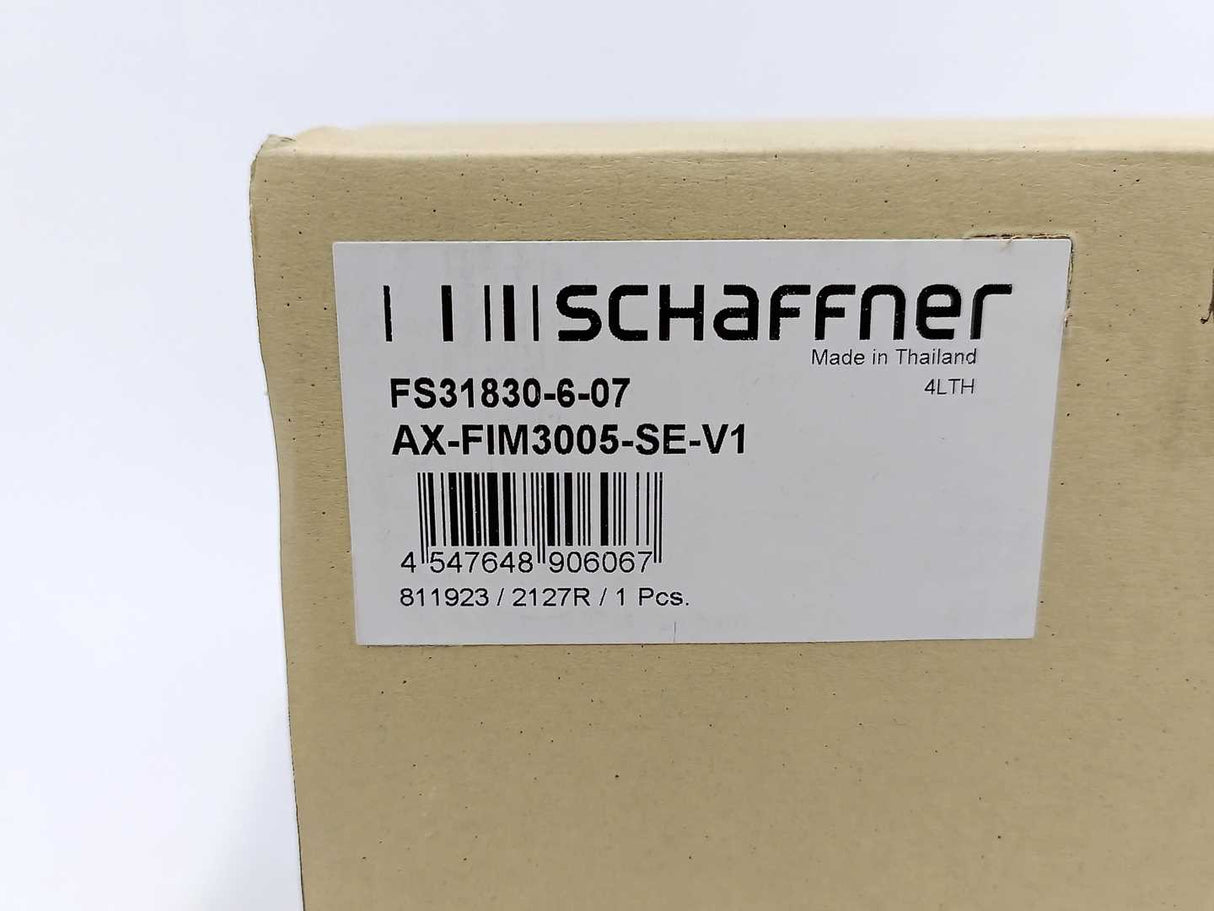 SCHAFFNER
Made in Thailand
4LTH
FS31830-6-07
AX-FIM3005-SE-V1
4 547648 906067
811923 / 2127R / 1 Pcs.